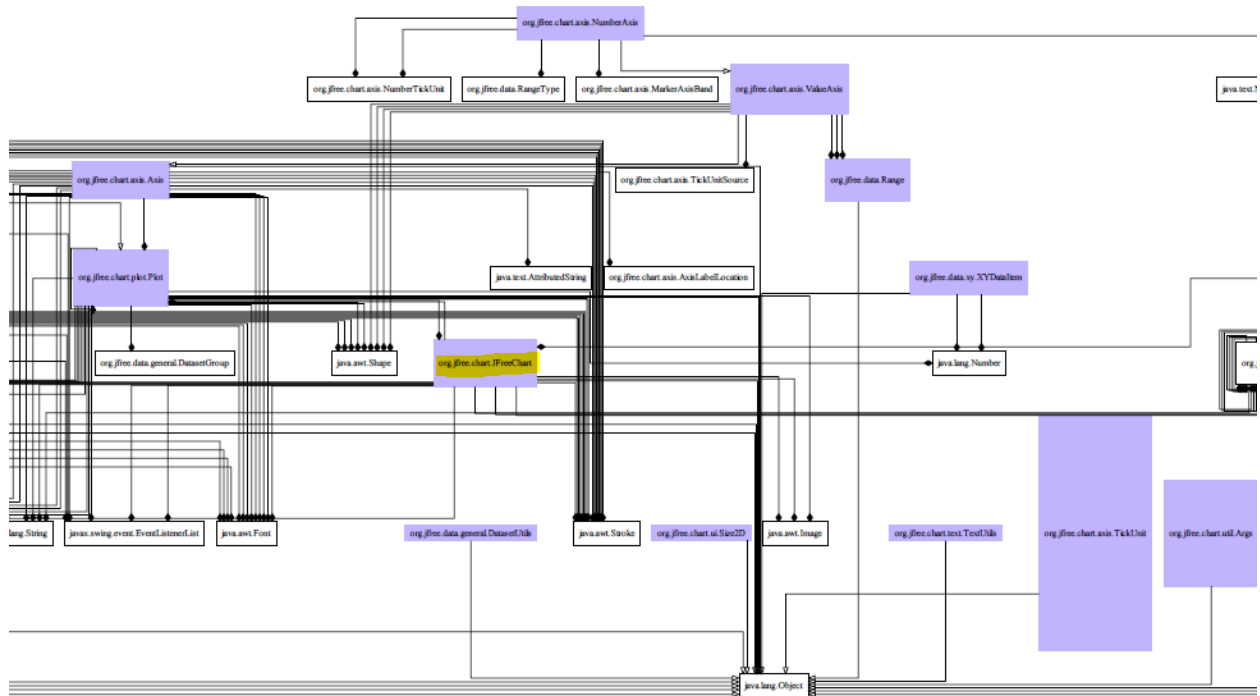 org.jfree.chart.axis.NumberAxis
org.jfree.chart.axis.NumberTickUnit
org.jfree.data.RangeType
org.jfree.chart.axis.MarkerAxisBand
org.jfree.chart.axis.ValueAxis
java.text.
org.jfree.chart.axis.Axis
org.jfree.chart.axis.TickUnitSource
org.jfree.data.Range
org.jfree.chart.plot.Plot
java.text.AttributedString
org.jfree.chart.axis.AxisLabelLocation
org.jfree.data.xy.XYDataItem
org.jfree.data.general.DatasetGroup
java.awt.Shape
org.jfree.chart.JFreeChart
java.lang.Number
org.j
lang.String
javax.swing.event.EventListenerList
java.awt.Font
org.jfree.data.general.DatasetUtils
java.awt.Stroke
org.jfree.chart.ui.Size2D
java.awt.Image
org.jfree.chart.text.TextUtils
org.jfree.chart.axis.TickUnit
org.jfree.chart.util.Args
java.lang.Object